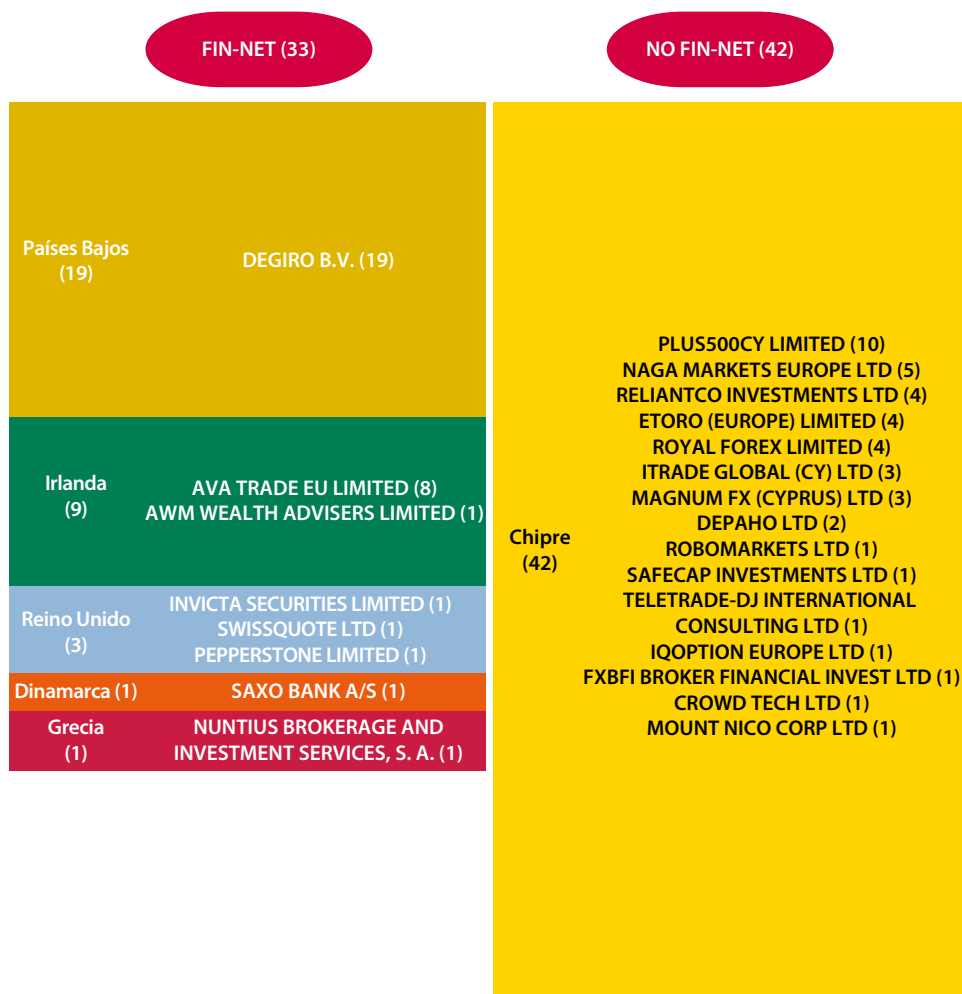 FIN-NET (33)
NO FIN-NET (42)
Países Bajos
(19)
DEGIRO B.V. (19)
Irlanda
(9)
AVA TRADE EU LIMITED (8)
AWM WEALTH ADVISERS LIMITED (1)
Reino Unido
(3)
INVICTA SECURITIES LIMITED (1)
SWISSQUOTE LTD (1)
PEPPERSTONE LIMITED (1)
Dinamarca (1)
SAXO BANK A/S (1)
Grecia
(1)
NUNTIUS BROKERAGE AND
INVESTMENT SERVICES, S. A. (1)
Chipre
(42)
PLUS500CY LIMITED (10)
NAGA MARKETS EUROPE LTD (5)
RELIANTCO INVESTMENTS LTD (4)
ETORO (EUROPE) LIMITED (4)
ROYAL FOREX LIMITED (4)
ITRADE GLOBAL (CY) LTD (3)
MAGNUM FX (CYPRUS) LTD (3)
DEPAHO LTD (2)
ROBOMARKETS LTD (1)
SAFECAP INVESTMENTS LTD (1)
TELETRADE-DJ INTERNATIONAL
CONSULTING LTD (1)
IQOPTION EUROPE LTD (1)
FXBFI BROKER FINANCIAL INVEST LTD (1)
CROWD TECH LTD (1)
MOUNT NICO CORP LTD (1)